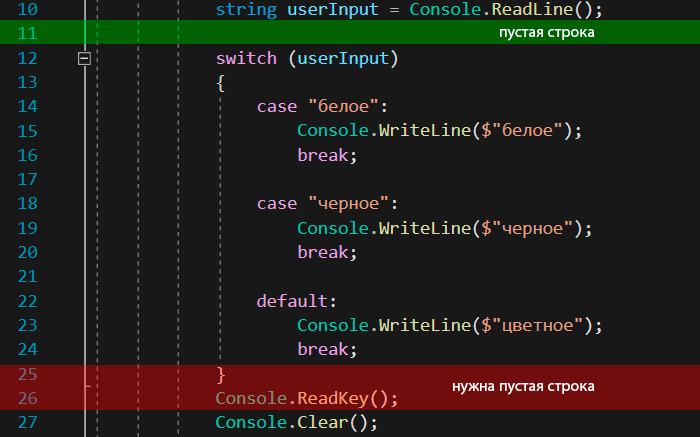 10 string userInput = Console.ReadLine();
11 пустая строка
12 switch (userInput)
13 {
14 case "белое":
15 Console.WriteLine($"белое");
16 break;
17
18 case "черное":
19 Console.WriteLine($"черное");
20 break;
21
22 default:
23 Console.WriteLine($"цветное");
24 break;
25 }
нужна пустая строка
26 Console.ReadKey();
27 Console.Clear();